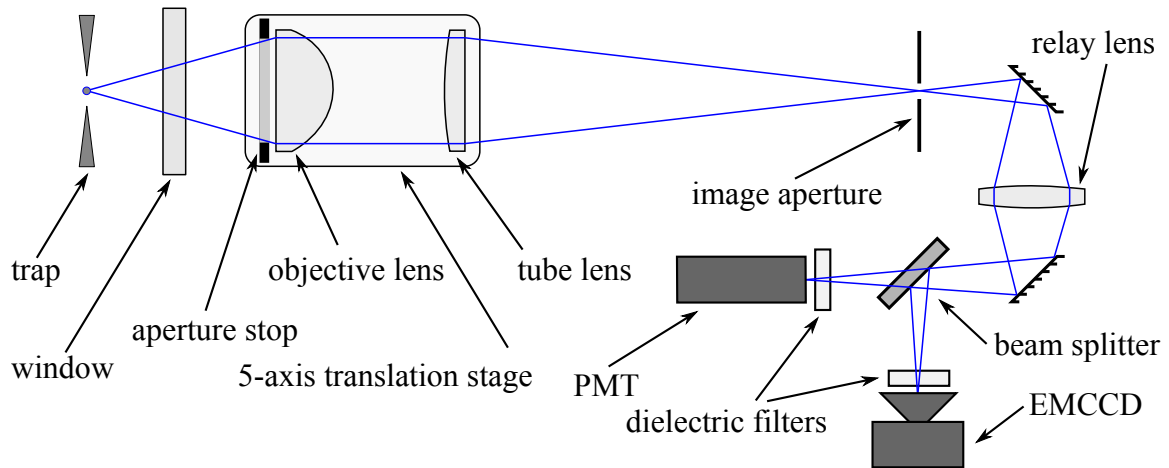 relay lens
image aperture
trap
objective lens
tube lens
aperture stop
window
5-axis translation stage
beam splitter
PMT
dielectric filters
EMCCD